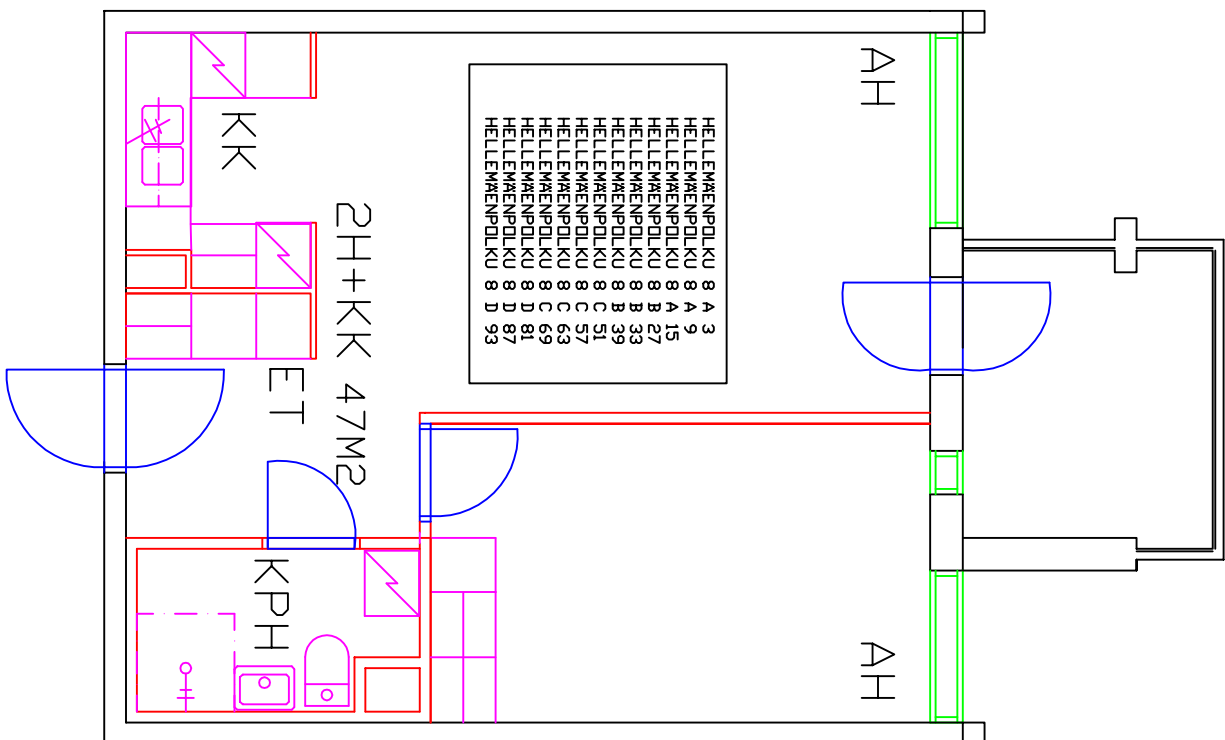 AH
AH
HELLEMÄENPOLKU 8 A 3
HELLEMÄENPOLKU 8 A 9
HELLEMÄENPOLKU 8 A 15
HELLEMÄENPOLKU 8 B 27
HELLEMÄENPOLKU 8 B 33
HELLEMÄENPOLKU 8 B 39
HELLEMÄENPOLKU 8 C 51
HELLEMÄENPOLKU 8 C 57
HELLEMÄENPOLKU 8 C 63
HELLEMÄENPOLKU 8 C 69
HELLEMÄENPOLKU 8 D 81
HELLEMÄENPOLKU 8 D 87
HELLEMÄENPOLKU 8 D 93
2H+KK 47M2
ET
KPH
KK